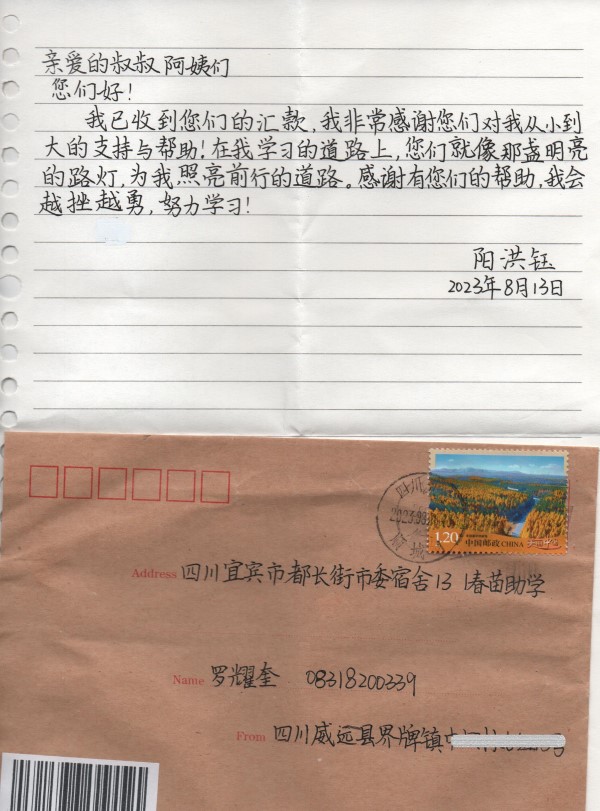 亲爱的叔叔阿姨们
您们好！
我已收到您们的汇款，我非常感谢您们对我从小到
大的支持与帮助！在我学习的道路上，您们就像那盏明亮
的路灯，为我照亮前行的道路。感谢有您们的帮助，我会
越挫越勇，努力学习！
阳洪钰
2023年8月13日
四川
2023.08
城
1.20
中国邮政 CHINA
Address 四川宜宾市都长街市委宿舍131春苗助学
Name 罗耀奎 08318200339
From 四川威远县界牌镇